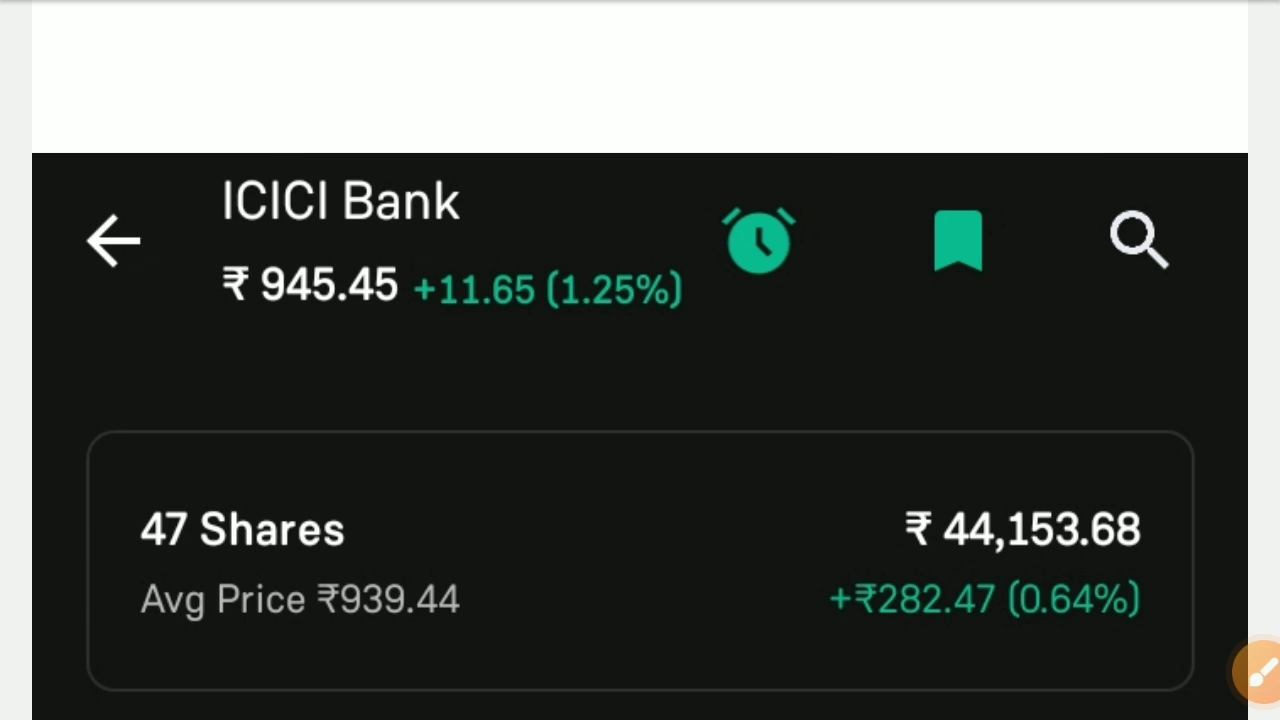 ICICI Bank
₹ 945.45 +11.65 (1.25%)
47 Shares ₹ 44,153.68
Avg Price ₹939.44 +₹282.47 (0.64%)